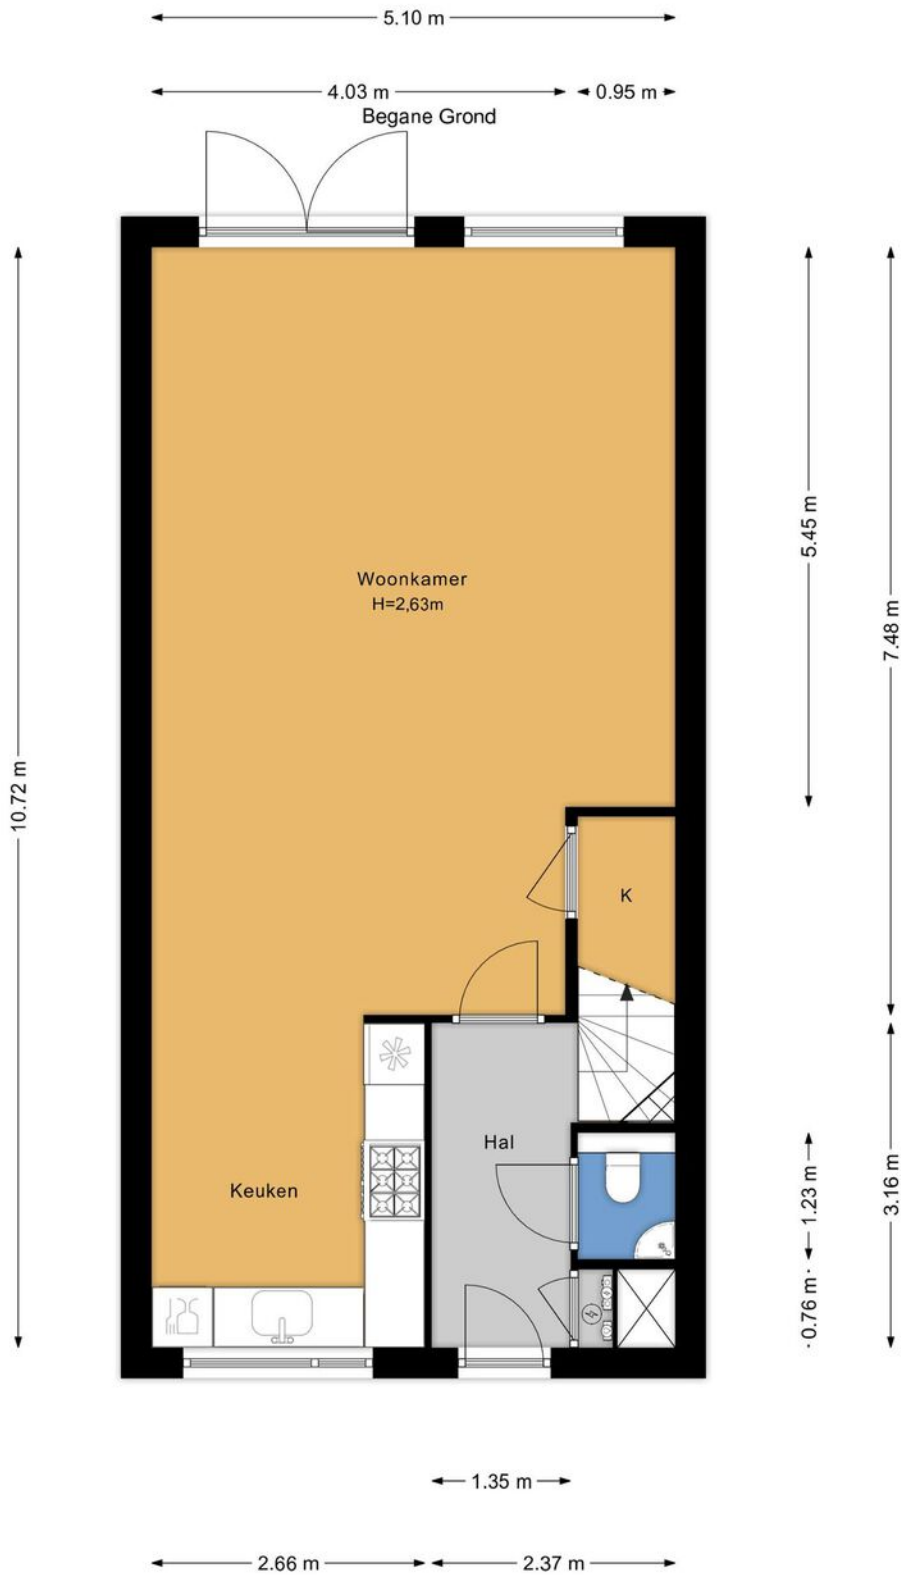 5.10 m
4.03 m
0.95 m
Begane Grond
5.45 m
7.48 m
Woonkamer
H=2,63m
10.72 m
K
Hal
Keuken
1.23 m
3.16 m
0.76 m
1.35 m
2.66 m
2.37 m